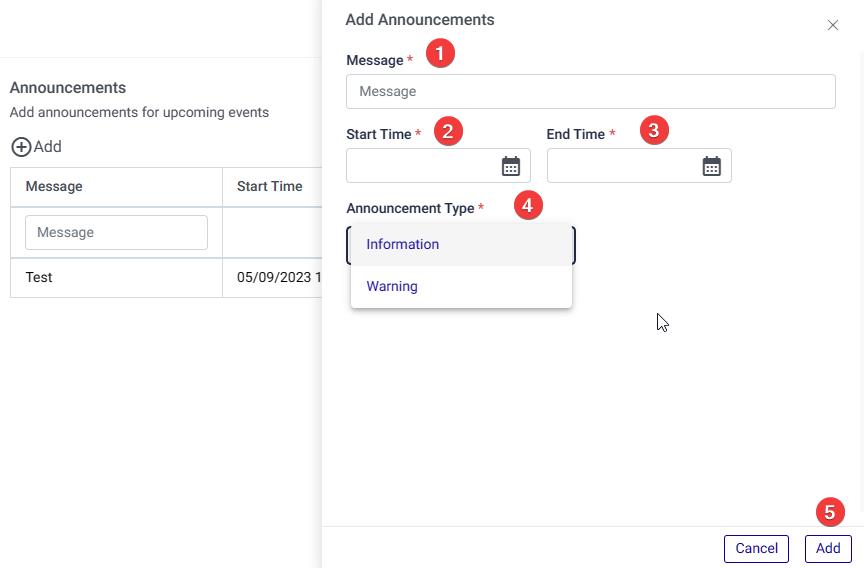 Announcements
Add announcements for upcoming events
Add
Message
Start Time
Message
Test
05/09/2023 1
Add Announcements
Message * 1
Message
Start Time * 2
End Time * 3
Announcement Type * 4
Information
Warning
5
Cancel
Add